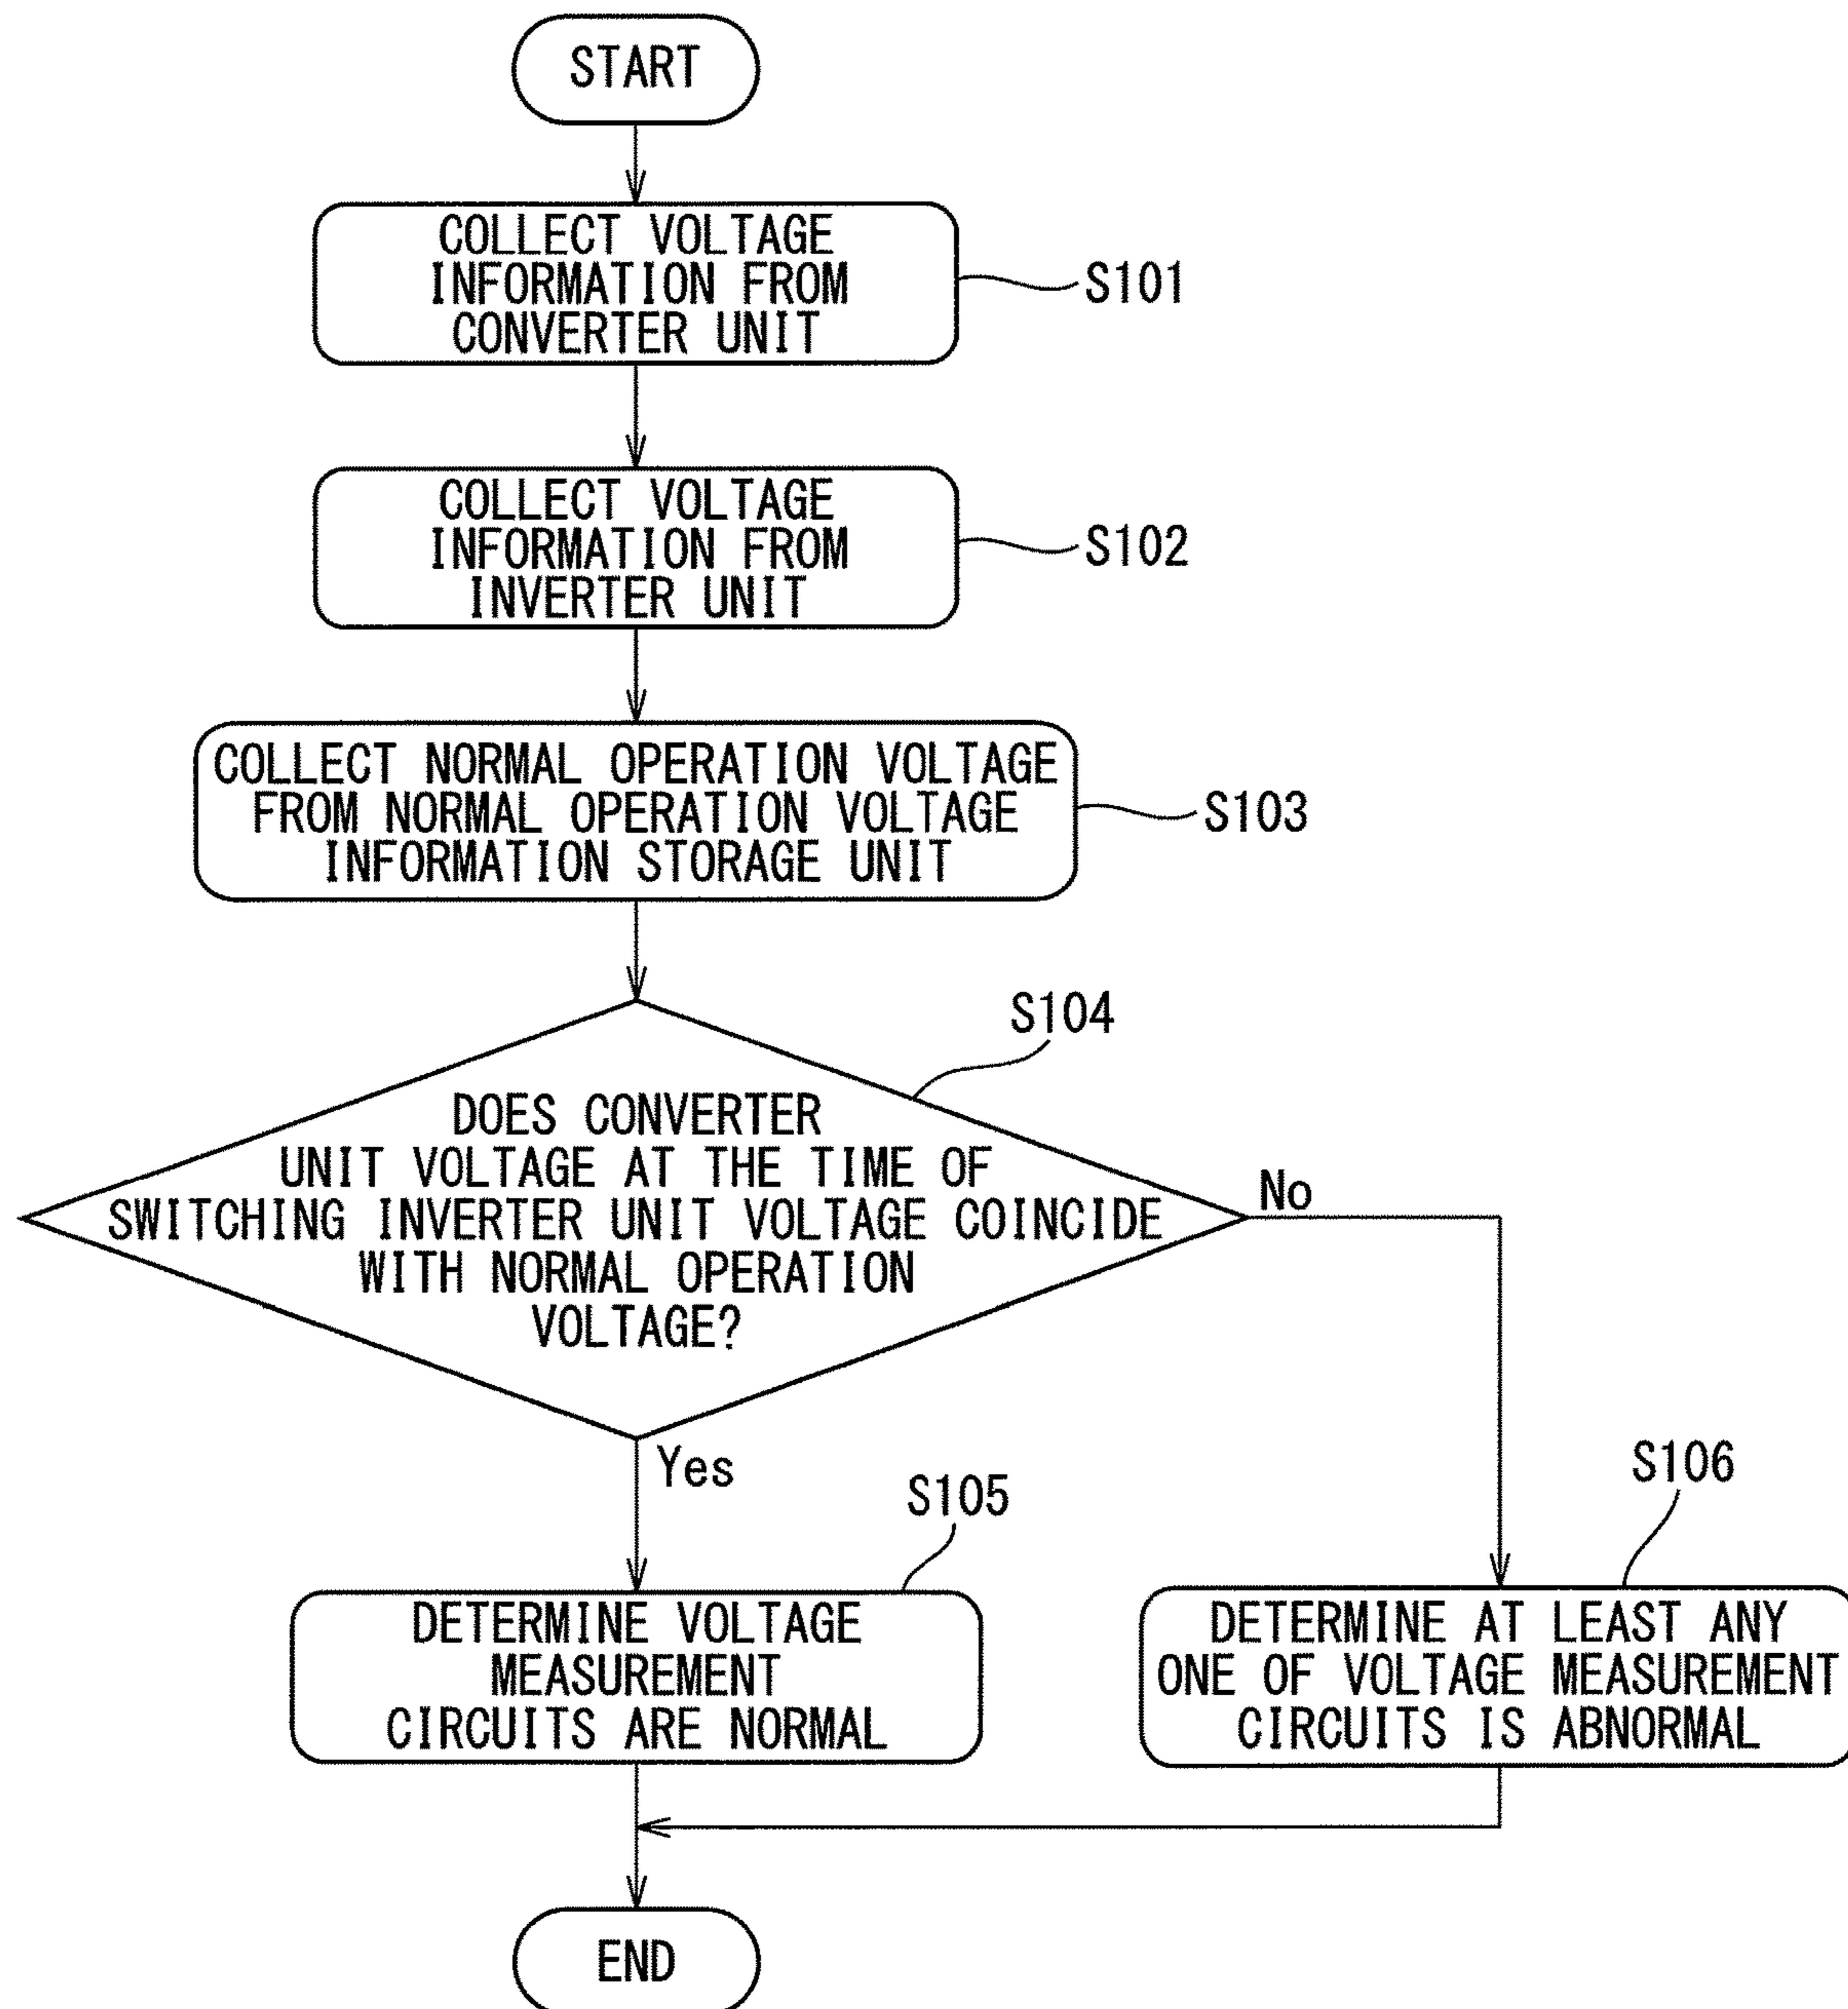 START
COLLECT VOLTAGE
INFORMATION FROM
CONVERTER UNIT
S101
COLLECT VOLTAGE
INFORMATION FROM
INVERTER UNIT
S102
COLLECT NORMAL OPERATION VOLTAGE
FROM NORMAL OPERATION VOLTAGE
INFORMATION STORAGE UNIT
S103
S104
DOES CONVERTER
UNIT VOLTAGE AT THE TIME OF
SWITCHING INVERTER UNIT VOLTAGE COINCIDE
WITH NORMAL OPERATION
VOLTAGE?
No
Yes
S105
DETERMINE VOLTAGE
MEASUREMENT
CIRCUITS ARE NORMAL
S106
DETERMINE AT LEAST ANY
ONE OF VOLTAGE MEASUREMENT
CIRCUITS IS ABNORMAL
END